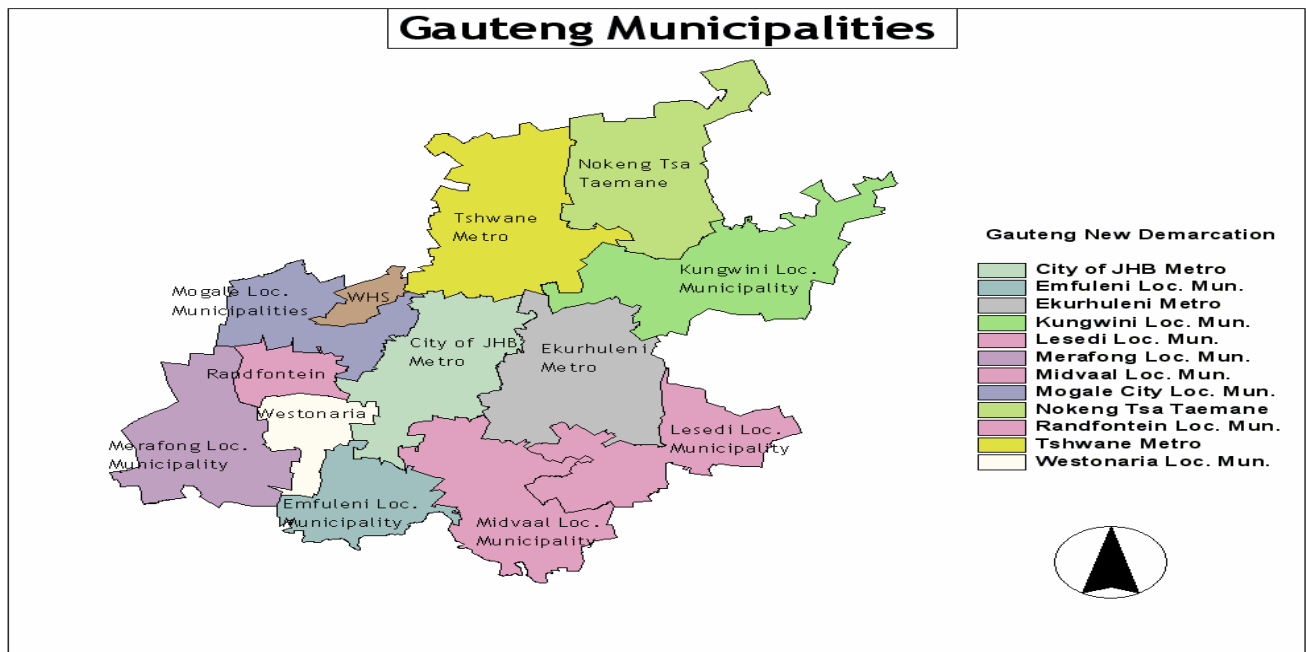 Gauteng Municipalities
Nokeng Tsa
Taemane
Tshwane
Metro
Kungwini Loc.
Municipality
Mogale Loc.
Municipalities
WHS
City of JHB
Metro
Ekurhuleni
Metro
Randfontein
Westonaria
Merafong Loc.
Municipality
Lesedi Loc.
Municipality
Emfuleni Loc.
Municipality
Midvaal Loc.
Municipality
Gauteng New Demarcation
City of JHB Metro
Emfuleni Loc. Mun.
Ekurhuleni Metro
Kungwini Loc. Mun.
Lesedi Loc. Mun.
Merafong Loc. Mun.
Midvaal Loc. Mun.
Mogale City Loc. Mun.
Nokeng Tsa Taemane
Randfontein Loc. Mun.
Tshwane Metro
Westonaria Loc. Mun.